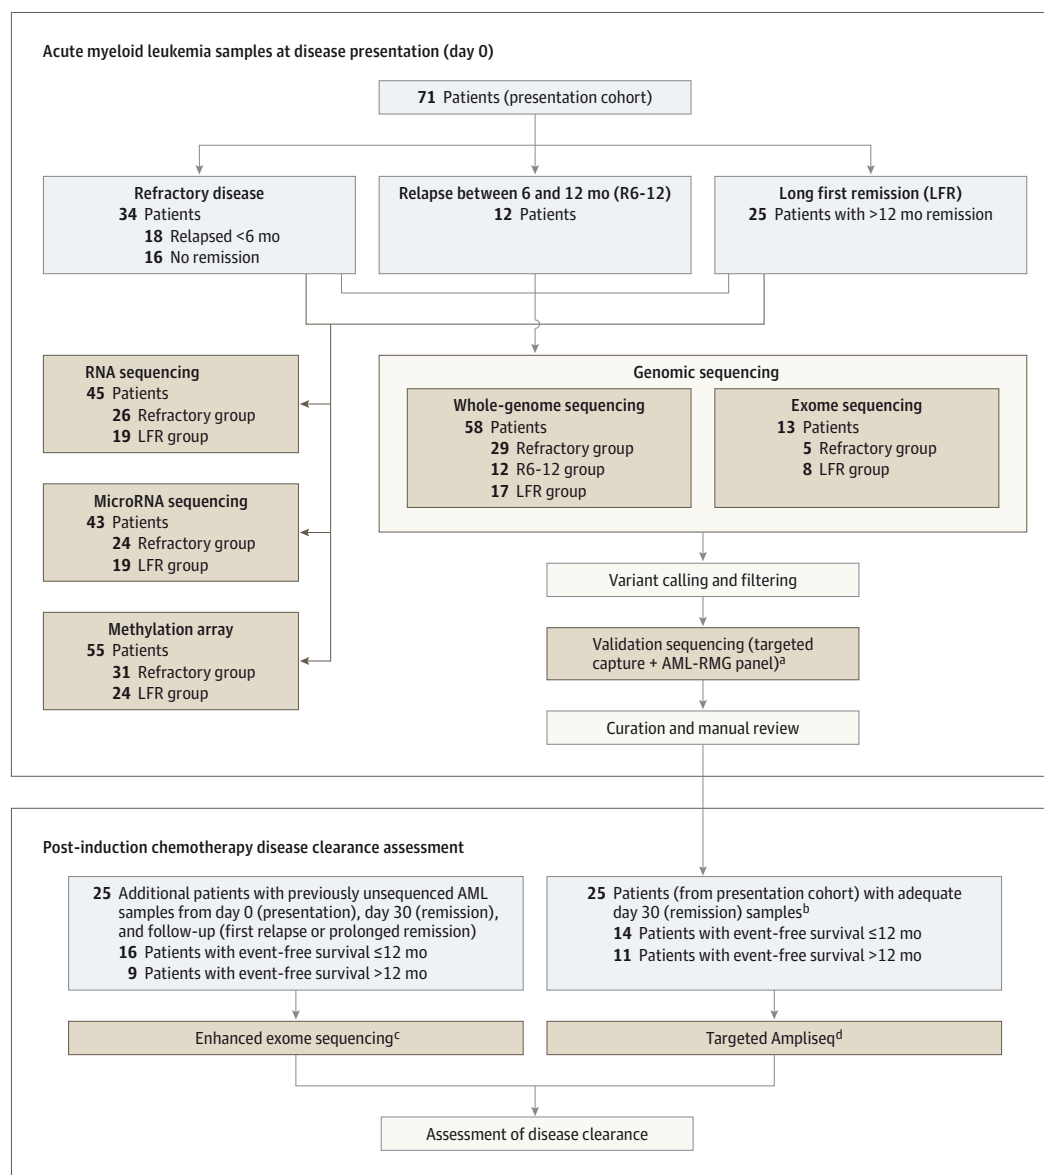 Acute myeloid leukemia samples at disease presentation (day 0)
71 Patients (presentation cohort)
Refractory disease
34 Patients
18 Relapsed <6 mo
16 No remission
Relapse between 6 and 12 mo (R6-12)
12 Patients
Long first remission (LFR)
25 Patients with >12 mo remission
RNA sequencing
45 Patients
26 Refractory group
19 LFR group
MicroRNA sequencing
43 Patients
24 Refractory group
19 LFR group
Methylation array
55 Patients
31 Refractory group
24 LFR group
Genomic sequencing
Whole-genome sequencing
58 Patients
29 Refractory group
12 R6-12 group
17 LFR group
Exome sequencing
13 Patients
5 Refractory group
8 LFR group
Variant calling and filtering
Validation sequencing (targeted
capture + AML-RMG panel)a
Curation and manual review
Post-induction chemotherapy disease clearance assessment
25 Additional patients with previously unsequenced AML
samples from day 0 (presentation), day 30 (remission),
and follow-up (first relapse or prolonged remission)
16 Patients with event-free survival ≤12 mo
9 Patients with event-free survival >12 mo
25 Patients (from presentation cohort) with adequate
day 30 (remission) samplesb
14 Patients with event-free survival ≤12 mo
11 Patients with event-free survival >12 mo
Enhanced exome sequencingc
Targeted Ampliseqd
Assessment of disease clearance